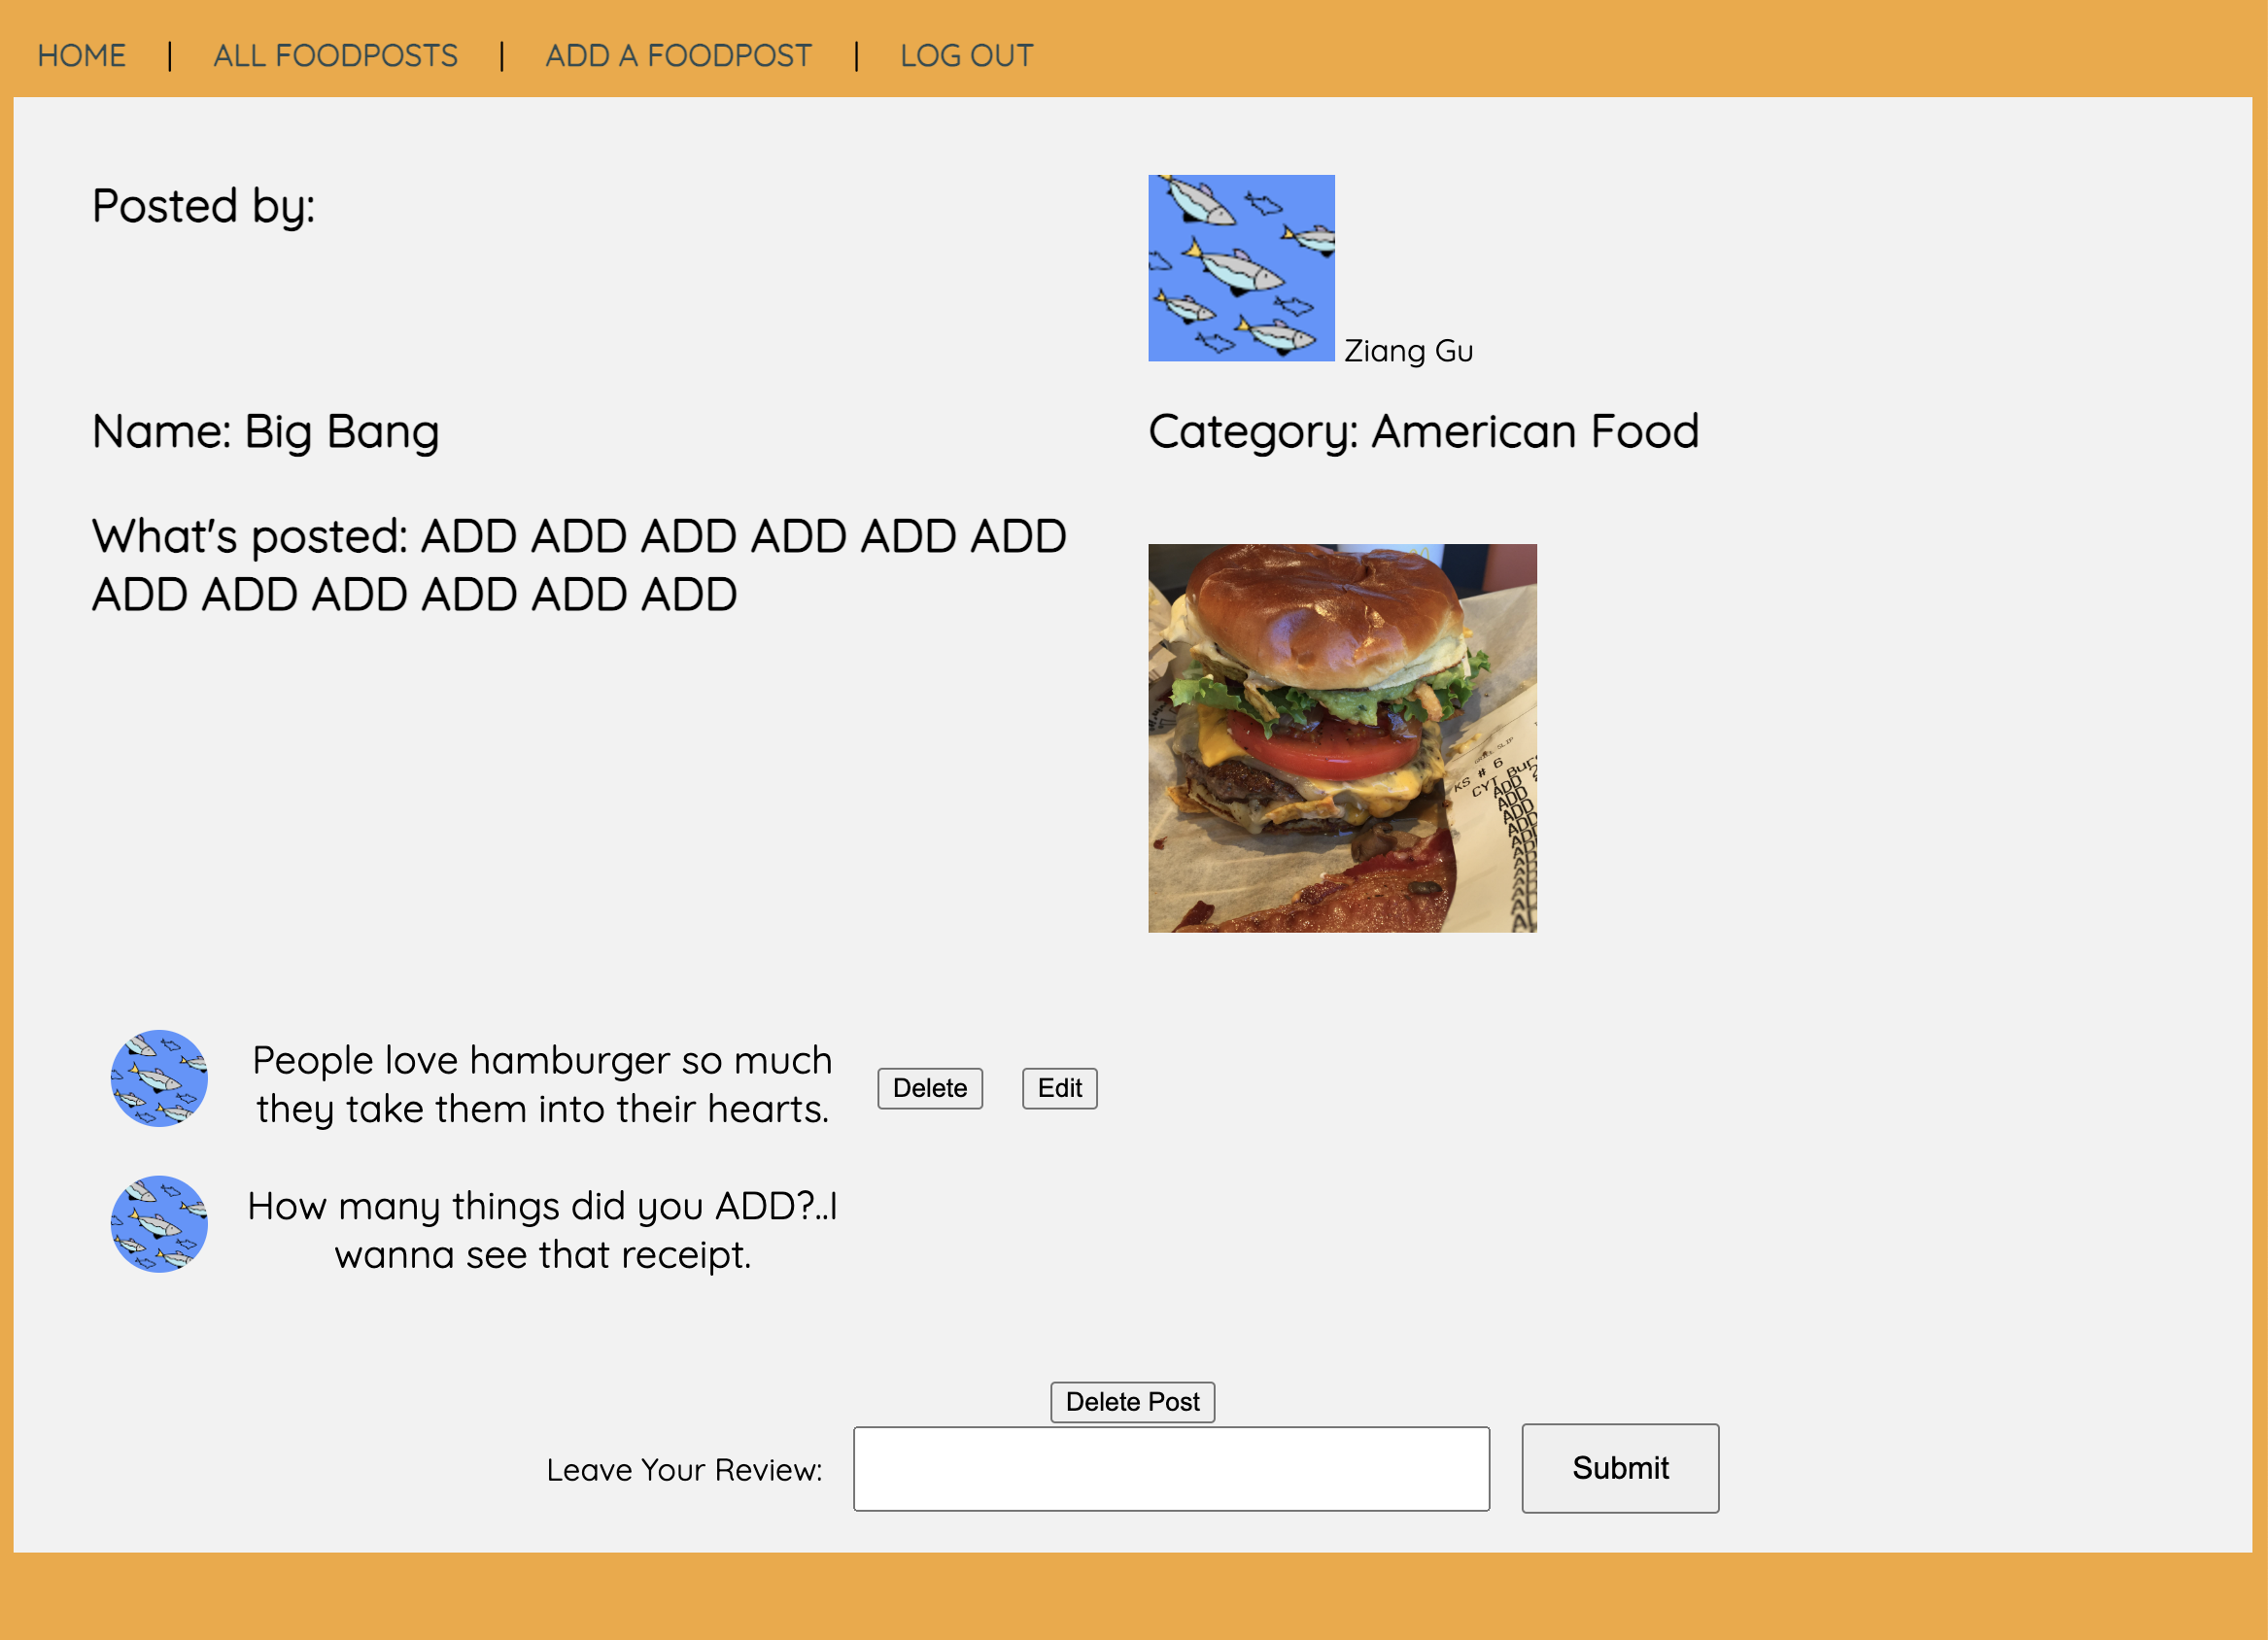 HOME | ALL FOODPOSTS | ADD A FOODPOST | LOG OUT
Posted by:
Ziang Gu
Name: Big Bang
Category: American Food
What's posted: ADD ADD ADD ADD ADD ADD
ADD ADD ADD ADD ADD ADD
KS # 6
CYT Bur
ADD
ADD
ADD
ADD
People love hamburger so much
they take them into their hearts.
Delete
Edit
How many things did you ADD?..I
wanna see that receipt.
Delete Post
Leave Your Review:
Submit